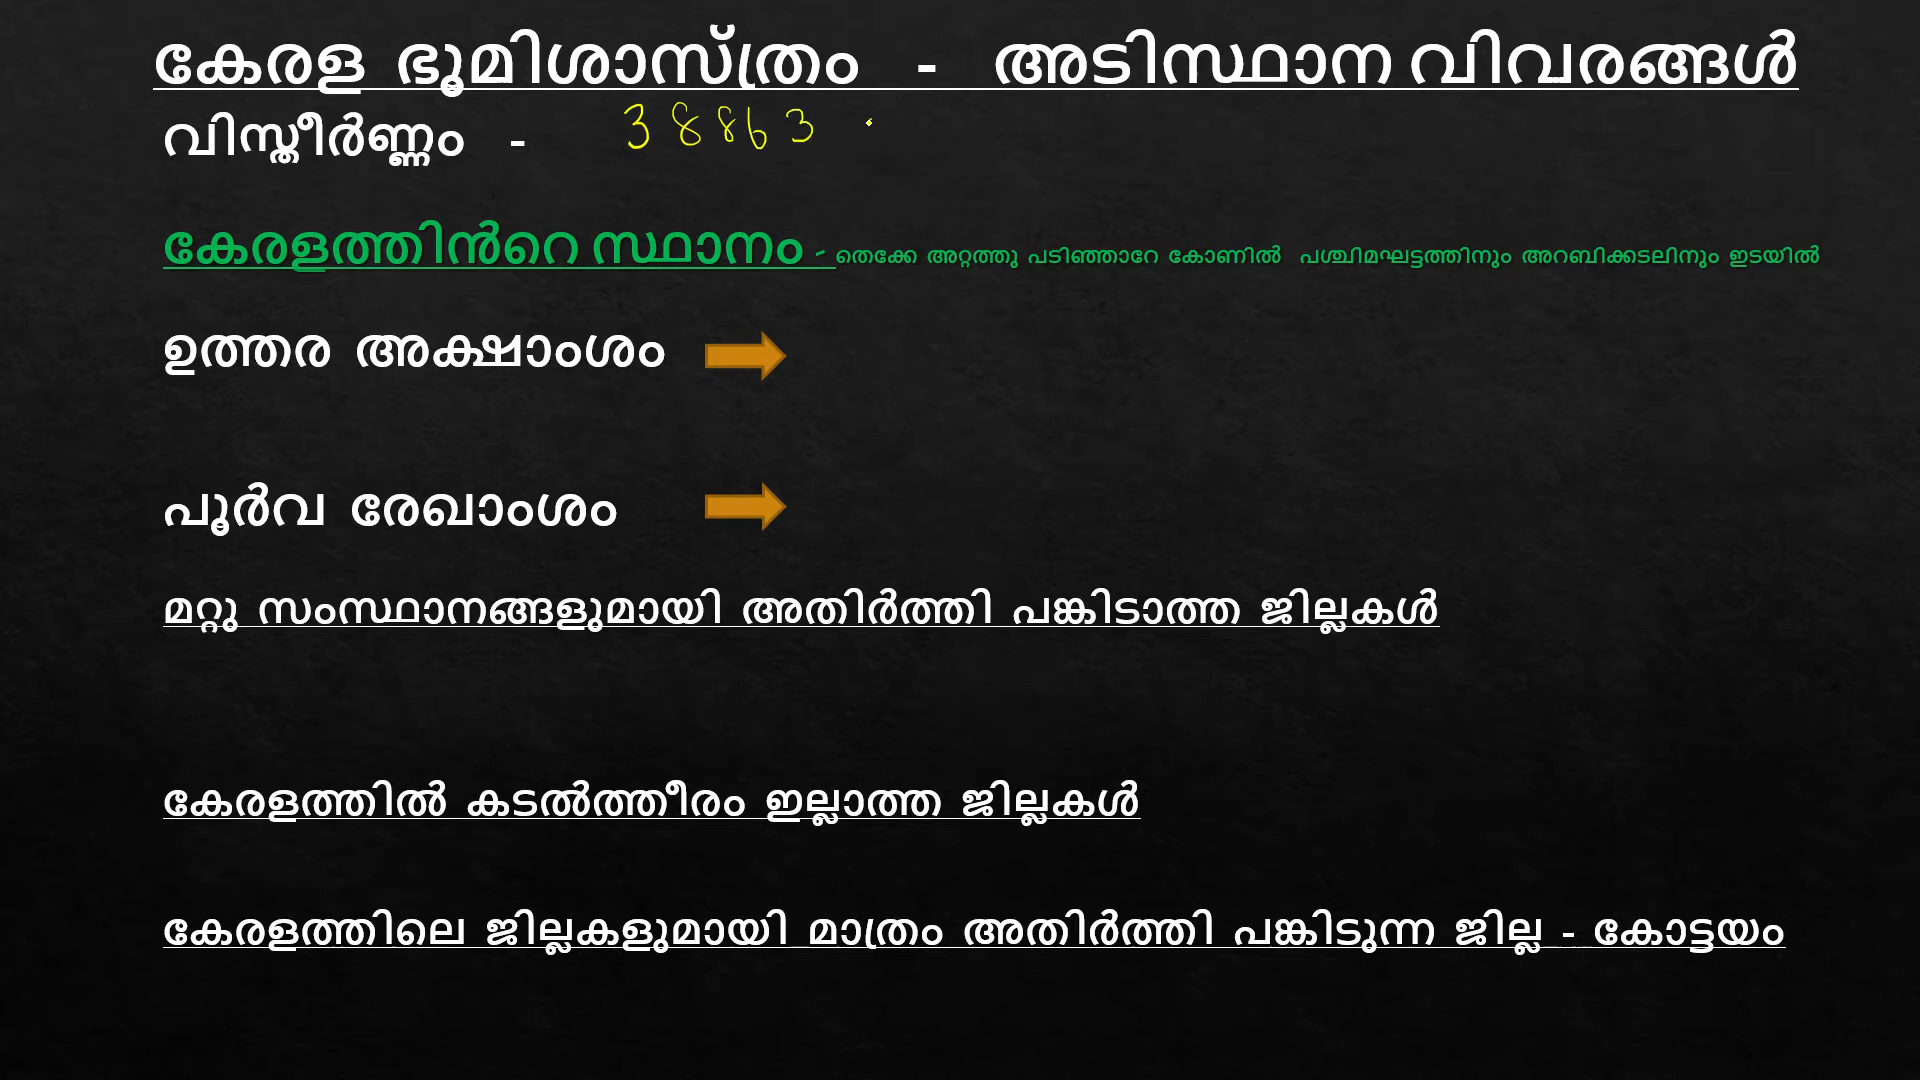 കേരള ഭൂമിശാസ്ത്രം - അടിസ്ഥാന വിവരങ്ങൾ
വിസ്തീർണ്ണം - 38863
കേരളത്തിൻറെ സ്ഥാനം - തെക്കേ അറ്റത്തു പടിഞ്ഞാറേ കോണിൽ പശ്ചിമഘട്ടത്തിനും അറബിക്കടലിനും ഇടയിൽ
ഉത്തര അക്ഷാംശം
പൂർവ രേഖാംശം
മറ്റു സംസ്ഥാനങ്ങളുമായി അതിർത്തി പങ്കിടാത്ത ജില്ലകൾ
കേരളത്തിൽ കടൽത്തീരം ഇല്ലാത്ത ജില്ലകൾ
കേരളത്തിലെ ജില്ലകളുമായി മാത്രം അതിർത്തി പങ്കിടുന്ന ജില്ല - കോട്ടയം